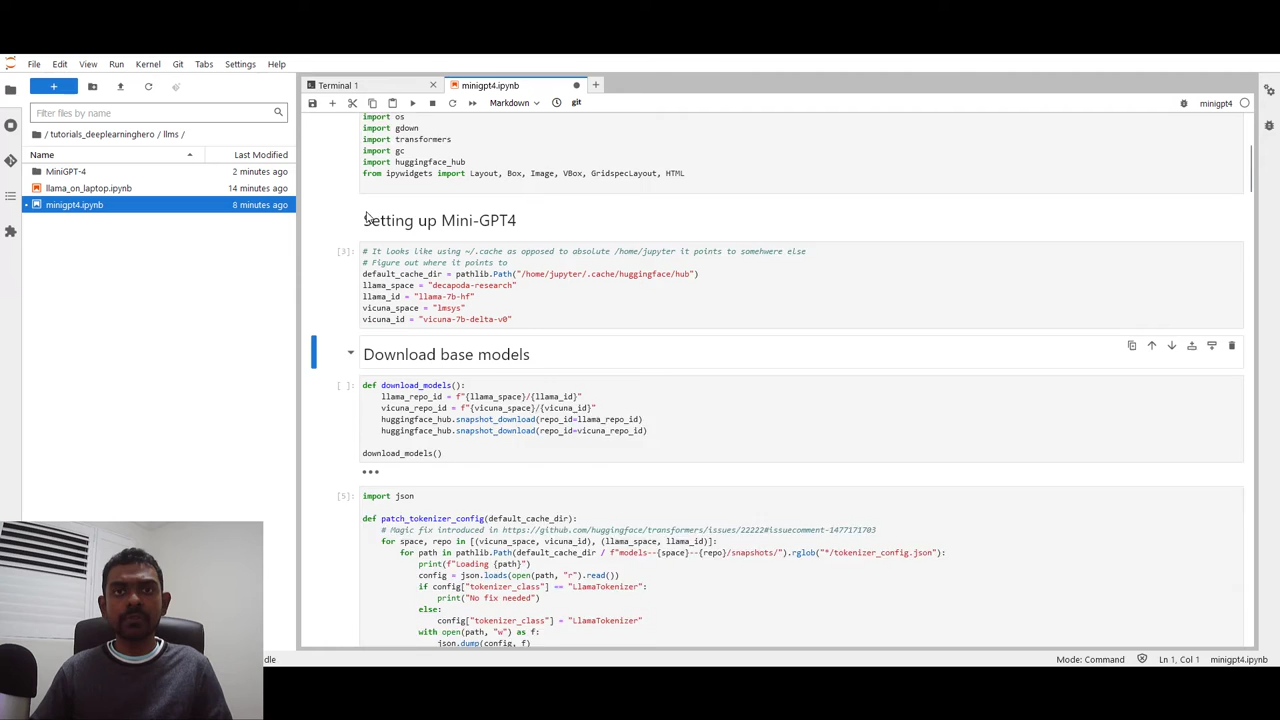 File Edit View Run Kernel Git Tabs Settings Help
Terminal 1
minigpt4.ipynb
Filter files by name
Markdown
git
minigpt4
/ tutorials_deeplearninghero / llms /
Name
Last Modified
MiniGPT-4
2 minutes ago
llama_on_laptop.ipynb
14 minutes ago
minigpt4.ipynb
8 minutes ago
import os
import gdown
import transformers
import gc
import huggingface_hub
from ipywidgets import Layout, Box, Image, VBox, GridspecLayout, HTML
Setting up Mini-GPT4
[3]:
# It looks like using ~/.cache as opposed to absolute /home/jupyter it points to somehwere else
# Figure out where it points to
default_cache_dir = pathlib.Path("/home/jupyter/.cache/huggingface/hub")
llama_space = "decapoda-research"
llama_id = "llama-7b-hf"
vicuna_space = "lmsys"
vicuna_id = "vicuna-7b-delta-v0"
Download base models
[ ]:
def download_models():
llama_repo_id = f"{llama_space}/{llama_id}"
vicuna_repo_id = f"{vicuna_space}/{vicuna_id}"
huggingface_hub.snapshot_download(repo_id=llama_repo_id)
huggingface_hub.snapshot_download(repo_id=vicuna_repo_id)
download_models()
[5]:
import json
def patch_tokenizer_config(default_cache_dir):
# Magic fix introduced in https://github.com/huggingface/transformers/issues/22222#issuecomment-1477171703
for space, repo in [(vicuna_space, vicuna_id), (llama_space, llama_id)]:
for path in pathlib.Path(default_cache_dir / f"models--{space}--{repo}/snapshots/").rglob("*/tokenizer_config.json"):
print(f"Loading {path}")
config = json.loads(open(path, "r").read())
if config["tokenizer_class"] == "LlamaTokenizer":
print("No fix needed")
else:
config["tokenizer_class"] = "LlamaTokenizer"
with open(path, "w") as f:
json.dump(config, f)
dle
Mode: Command
Ln 1, Col 1
minigpt4.ipynb